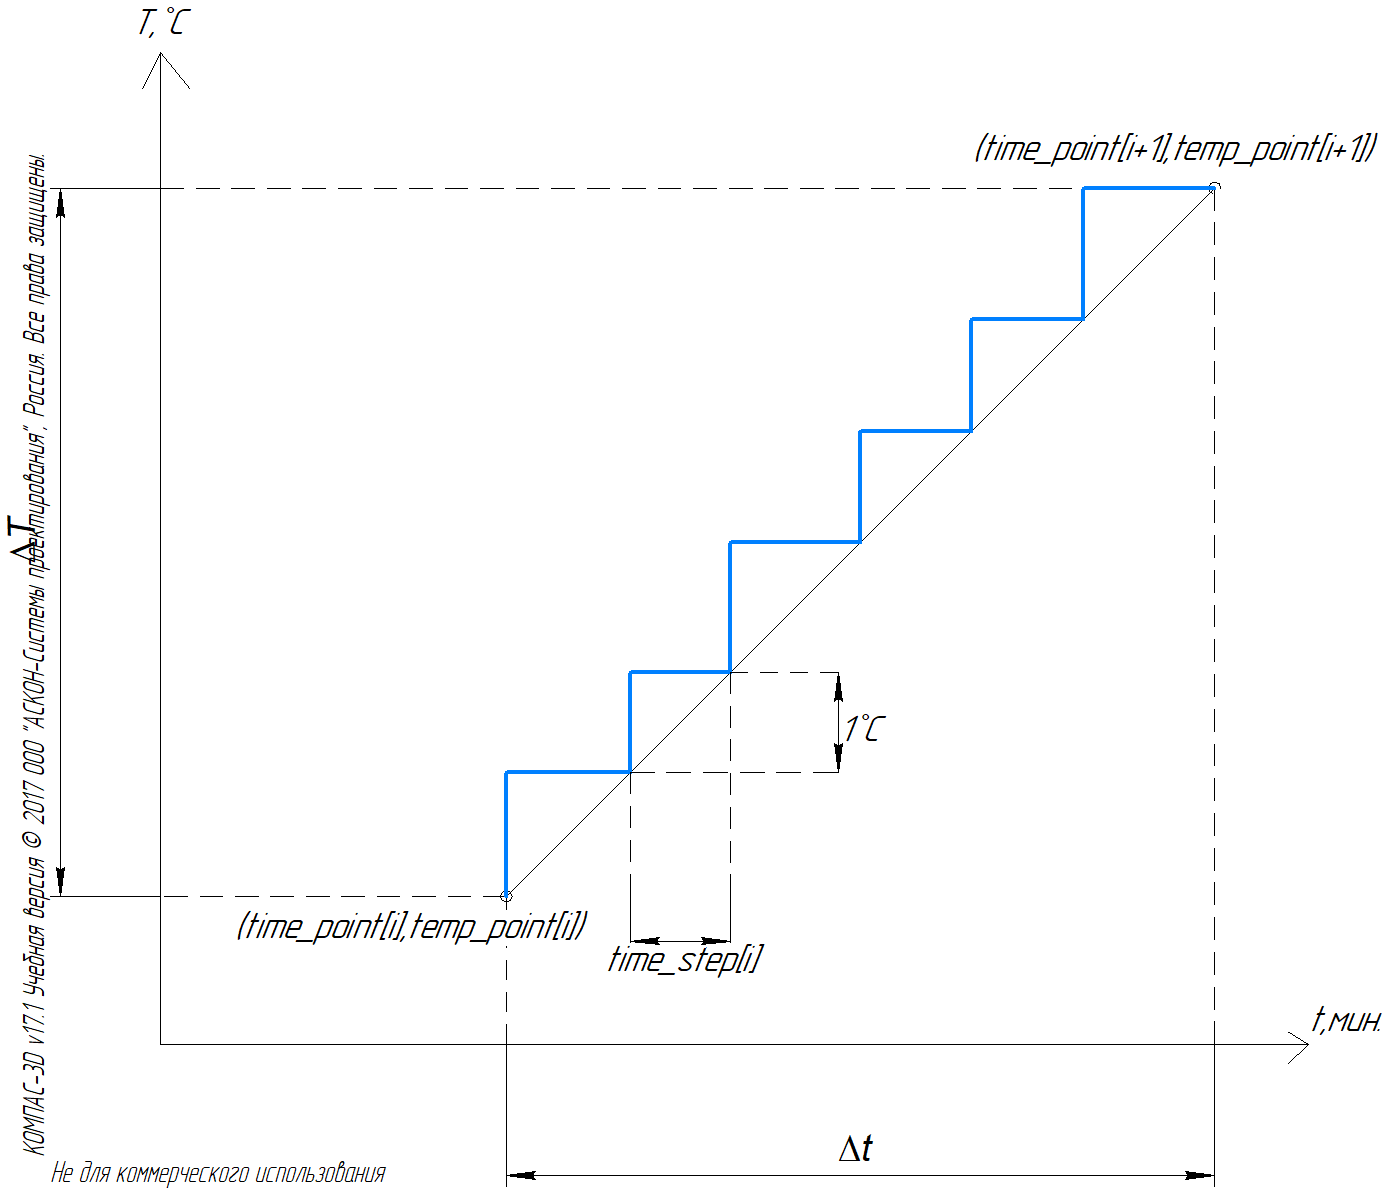 T,°C
(time_point[i+1],temp_point[i+1])
ΔT
КОМПАС-3D v17.1 Учебная версия © 2017 ООО "АСКОН-Системы проектирования", Россия. Все права защищены.
1°C
(time_point[i],temp_point[i])
time_step[i]
t,мин.
Δt
Не для коммерческого использования